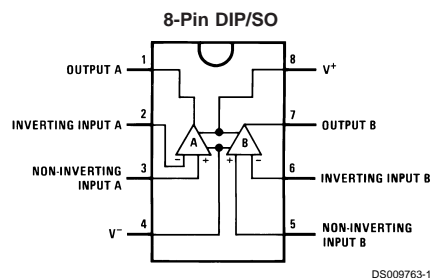 8-Pin DIP/SO
1
8
OUTPUT A
V+
2
7
INVERTING INPUT A
OUTPUT B
A
B
− +
+ −
3
6
NON-INVERTING
INPUT A
INVERTING INPUT B
4
5
V−
NON-INVERTING
INPUT B
DS009763-1